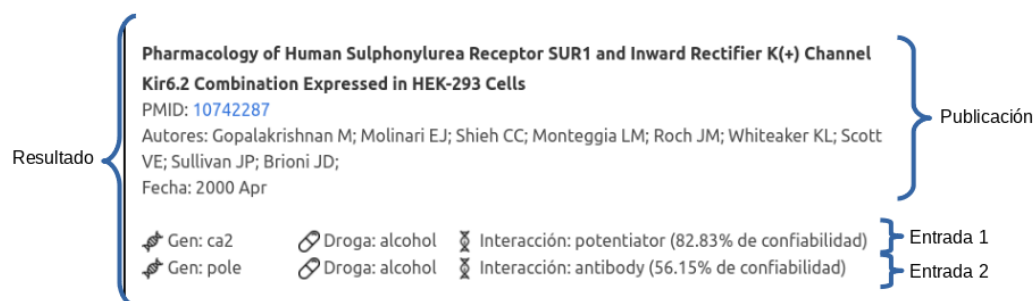 Pharmacology of Human Sulphonylurea Receptor SUR1 and Inward Rectifier K(+) Channel
Kir6.2 Combination Expressed in HEK-293 Cells
PMID: 10742287
Autores: Gopalakrishnan M; Molinari EJ; Shieh CC; Monteggia LM; Roch JM; Whiteaker KL; Scott
VE; Sullivan JP; Brioni JD;
Fecha: 2000 Apr
Publicación
Resultado
Gen: ca2 Droga: alcohol Interacción: potentiator (82.83% de confiabilidad) Entrada 1
Gen: pole Droga: alcohol Interacción: antibody (56.15% de confiabilidad) Entrada 2